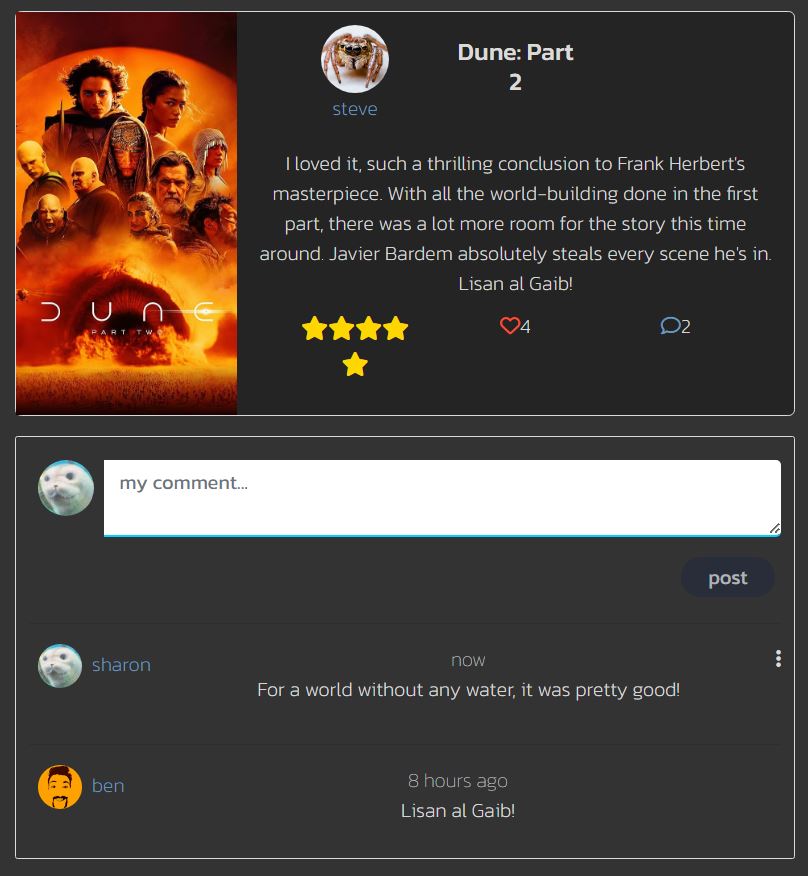 steve
Dune: Part
2
I loved it, such a thrilling conclusion to Frank Herbert's
masterpiece. With all the world-building done in the first
part, there was a lot more room for the story this time
around. Javier Bardem absolutely steals every scene he's in.
Lisan al Gaib!
DUNE
PART TWO
4
2
my comment...
post
sharon
now
For a world without any water, it was pretty good!
ben
8 hours ago
Lisan al Gaib!